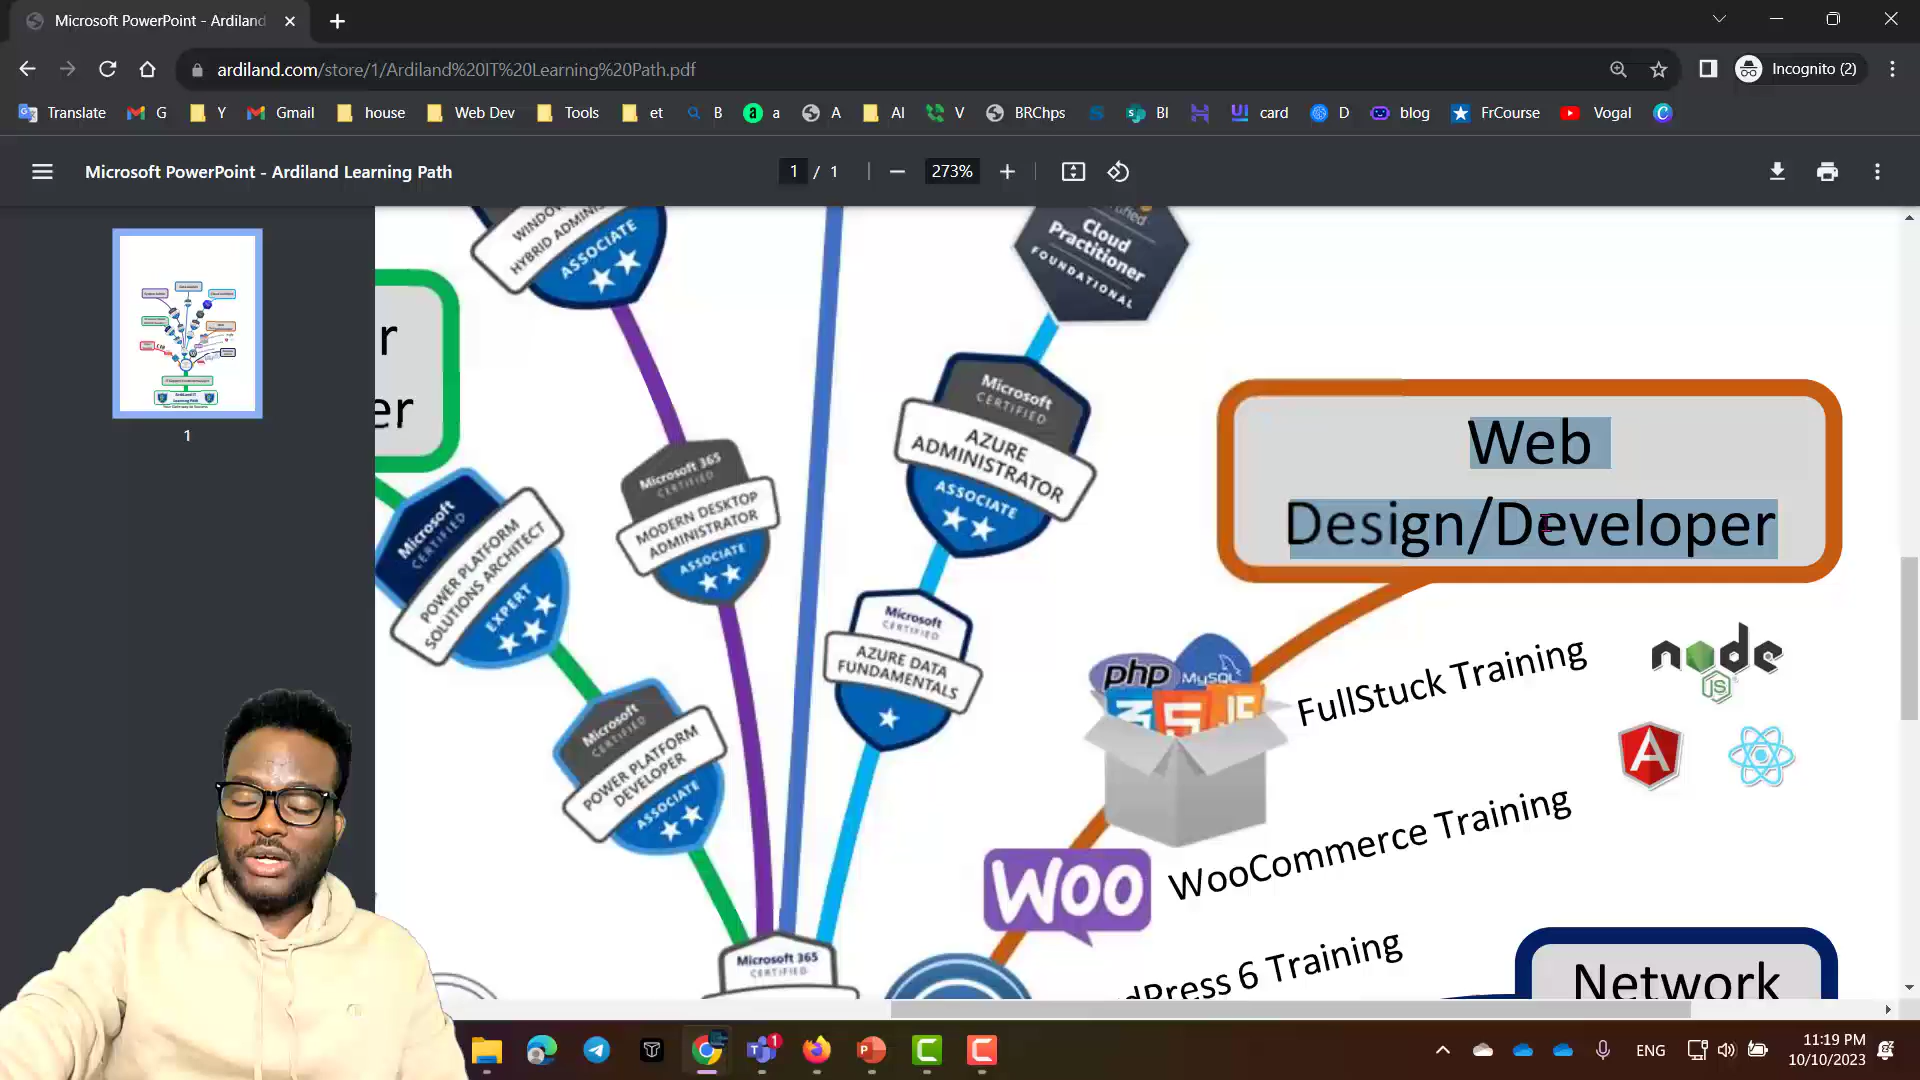 Microsoft PowerPoint - Ardiland
ardiland.com/store/1/Ardiland%20IT%20Learning%20Path.pdf
Incognito (2)
Translate
G
Y
Gmail
house
Web Dev
Tools
et
B
a
A
AI
V
BRChps
BI
card
D
blog
FrCourse
Vogal
Microsoft PowerPoint - Ardiland Learning Path
1 / 1
273%
1
HYBRID ADMINIS
ASSOCIATE
Cloud
Practitioner
FOUNDATIONAL
r
er
Microsoft
CERTIFIED
AZURE
ADMINISTRATOR
ASSOCIATE
Web
Design/Developer
Microsoft 365
CERTIFIED
MODERN DESKTOP
ADMINISTRATOR
ASSOCIATE
Microsoft
CERTIFIED
POWER PLATFORM
SOLUTIONS ARCHITECT
EXPERT
Microsoft
CERTIFIED
AZURE DATA
FUNDAMENTALS
php
MySQL
3
5
JS
FullStuck Training
node
JS
A
Microsoft
CERTIFIED
POWER PLATFORM
DEVELOPER
ASSOCIATE
WOO
WooCommerce Training
Microsoft 365
CERTIFIED
dPress 6 Training
Network
ENG
11:19 PM
10/10/2023